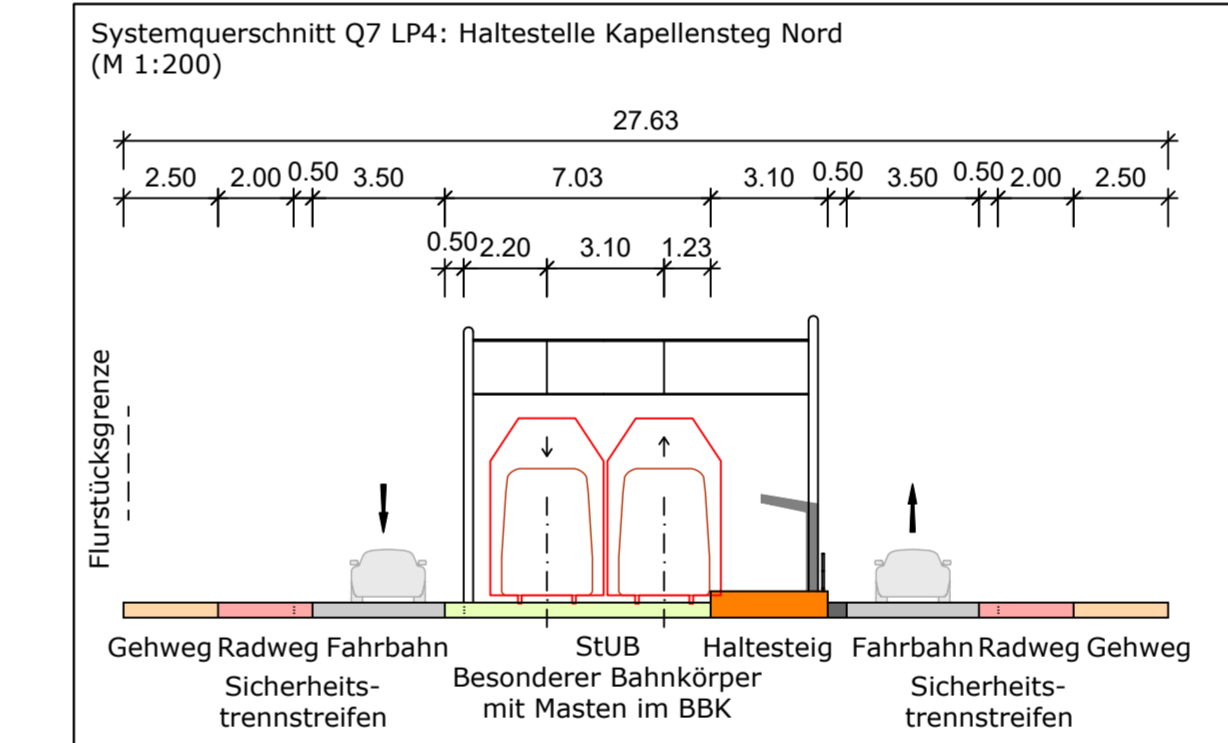 Systemquerschnitt Q7 LP4: Haltestelle Kapellensteg Nord
(M 1:200)
27.63
2.50 2.00 0.50 3.50 7.03 3.10 0.50 3.50 0.50 2.00 2.50
0.50 2.20 3.10 1.23
Flurstücksgrenze
Gehweg Radweg Fahrbahn StUB Haltesteig Fahrbahn Radweg Gehweg
Sicherheits-
trennstreifen
Besonderer Bahnkörper
mit Masten im BBK
Sicherheits-
trennstreifen